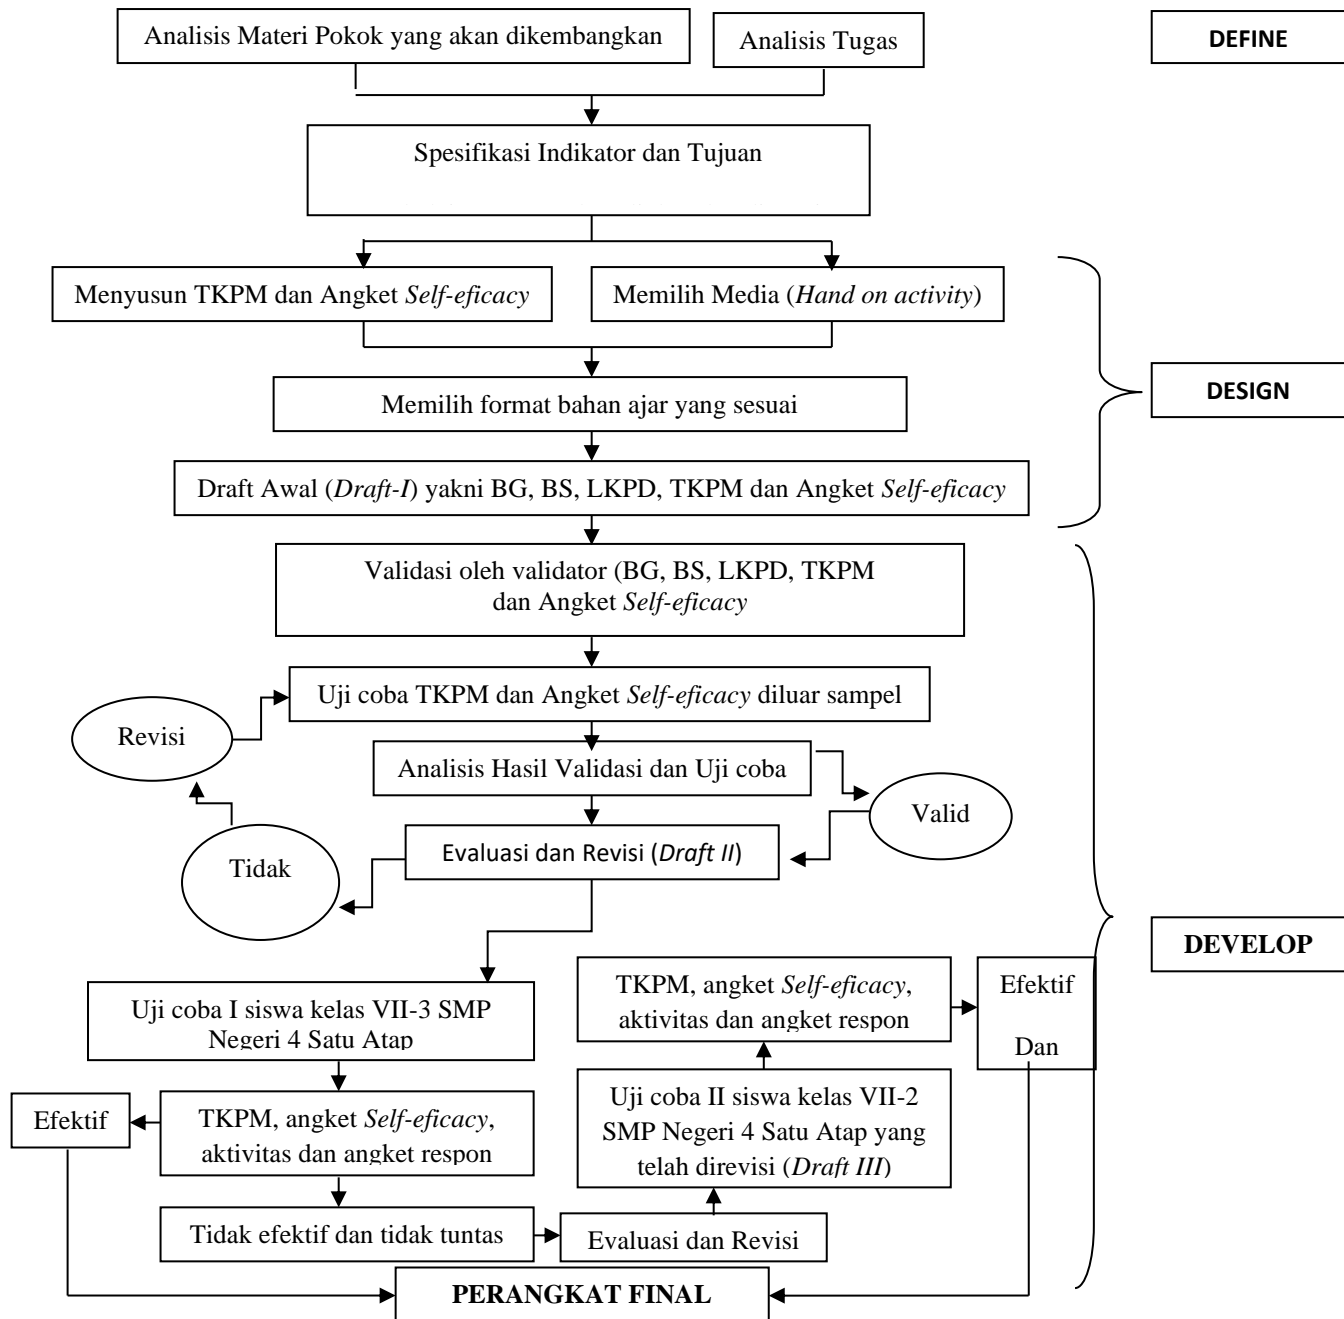 Analisis Materi Pokok yang akan dikembangkan
Analisis Tugas
DEFINE
Spesifikasi Indikator dan Tujuan
Menyusun TKPM dan Angket Self-eficacy
Memilih Media (Hand on activity)
Memilih format bahan ajar yang sesuai
DESIGN
Draft Awal (Draft-I) yakni BG, BS, LKPD, TKPM dan Angket Self-eficacy
Validasi oleh validator (BG, BS, LKPD, TKPM
dan Angket Self-eficacy
Uji coba TKPM dan Angket Self-eficacy diluar sampel
Revisi
Analisis Hasil Validasi dan Uji coba
Valid
Evaluasi dan Revisi (Draft II)
Tidak
DEVELOP
Uji coba I siswa kelas VII-3 SMP
Negeri 4 Satu Atap
TKPM, angket Self-eficacy,
aktivitas dan angket respon
Efektif
Dan
Efektif
TKPM, angket Self-eficacy,
aktivitas dan angket respon
Uji coba II siswa kelas VII-2
SMP Negeri 4 Satu Atap yang
telah direvisi (Draft III)
Tidak efektif dan tidak tuntas
Evaluasi dan Revisi
PERANGKAT FINAL